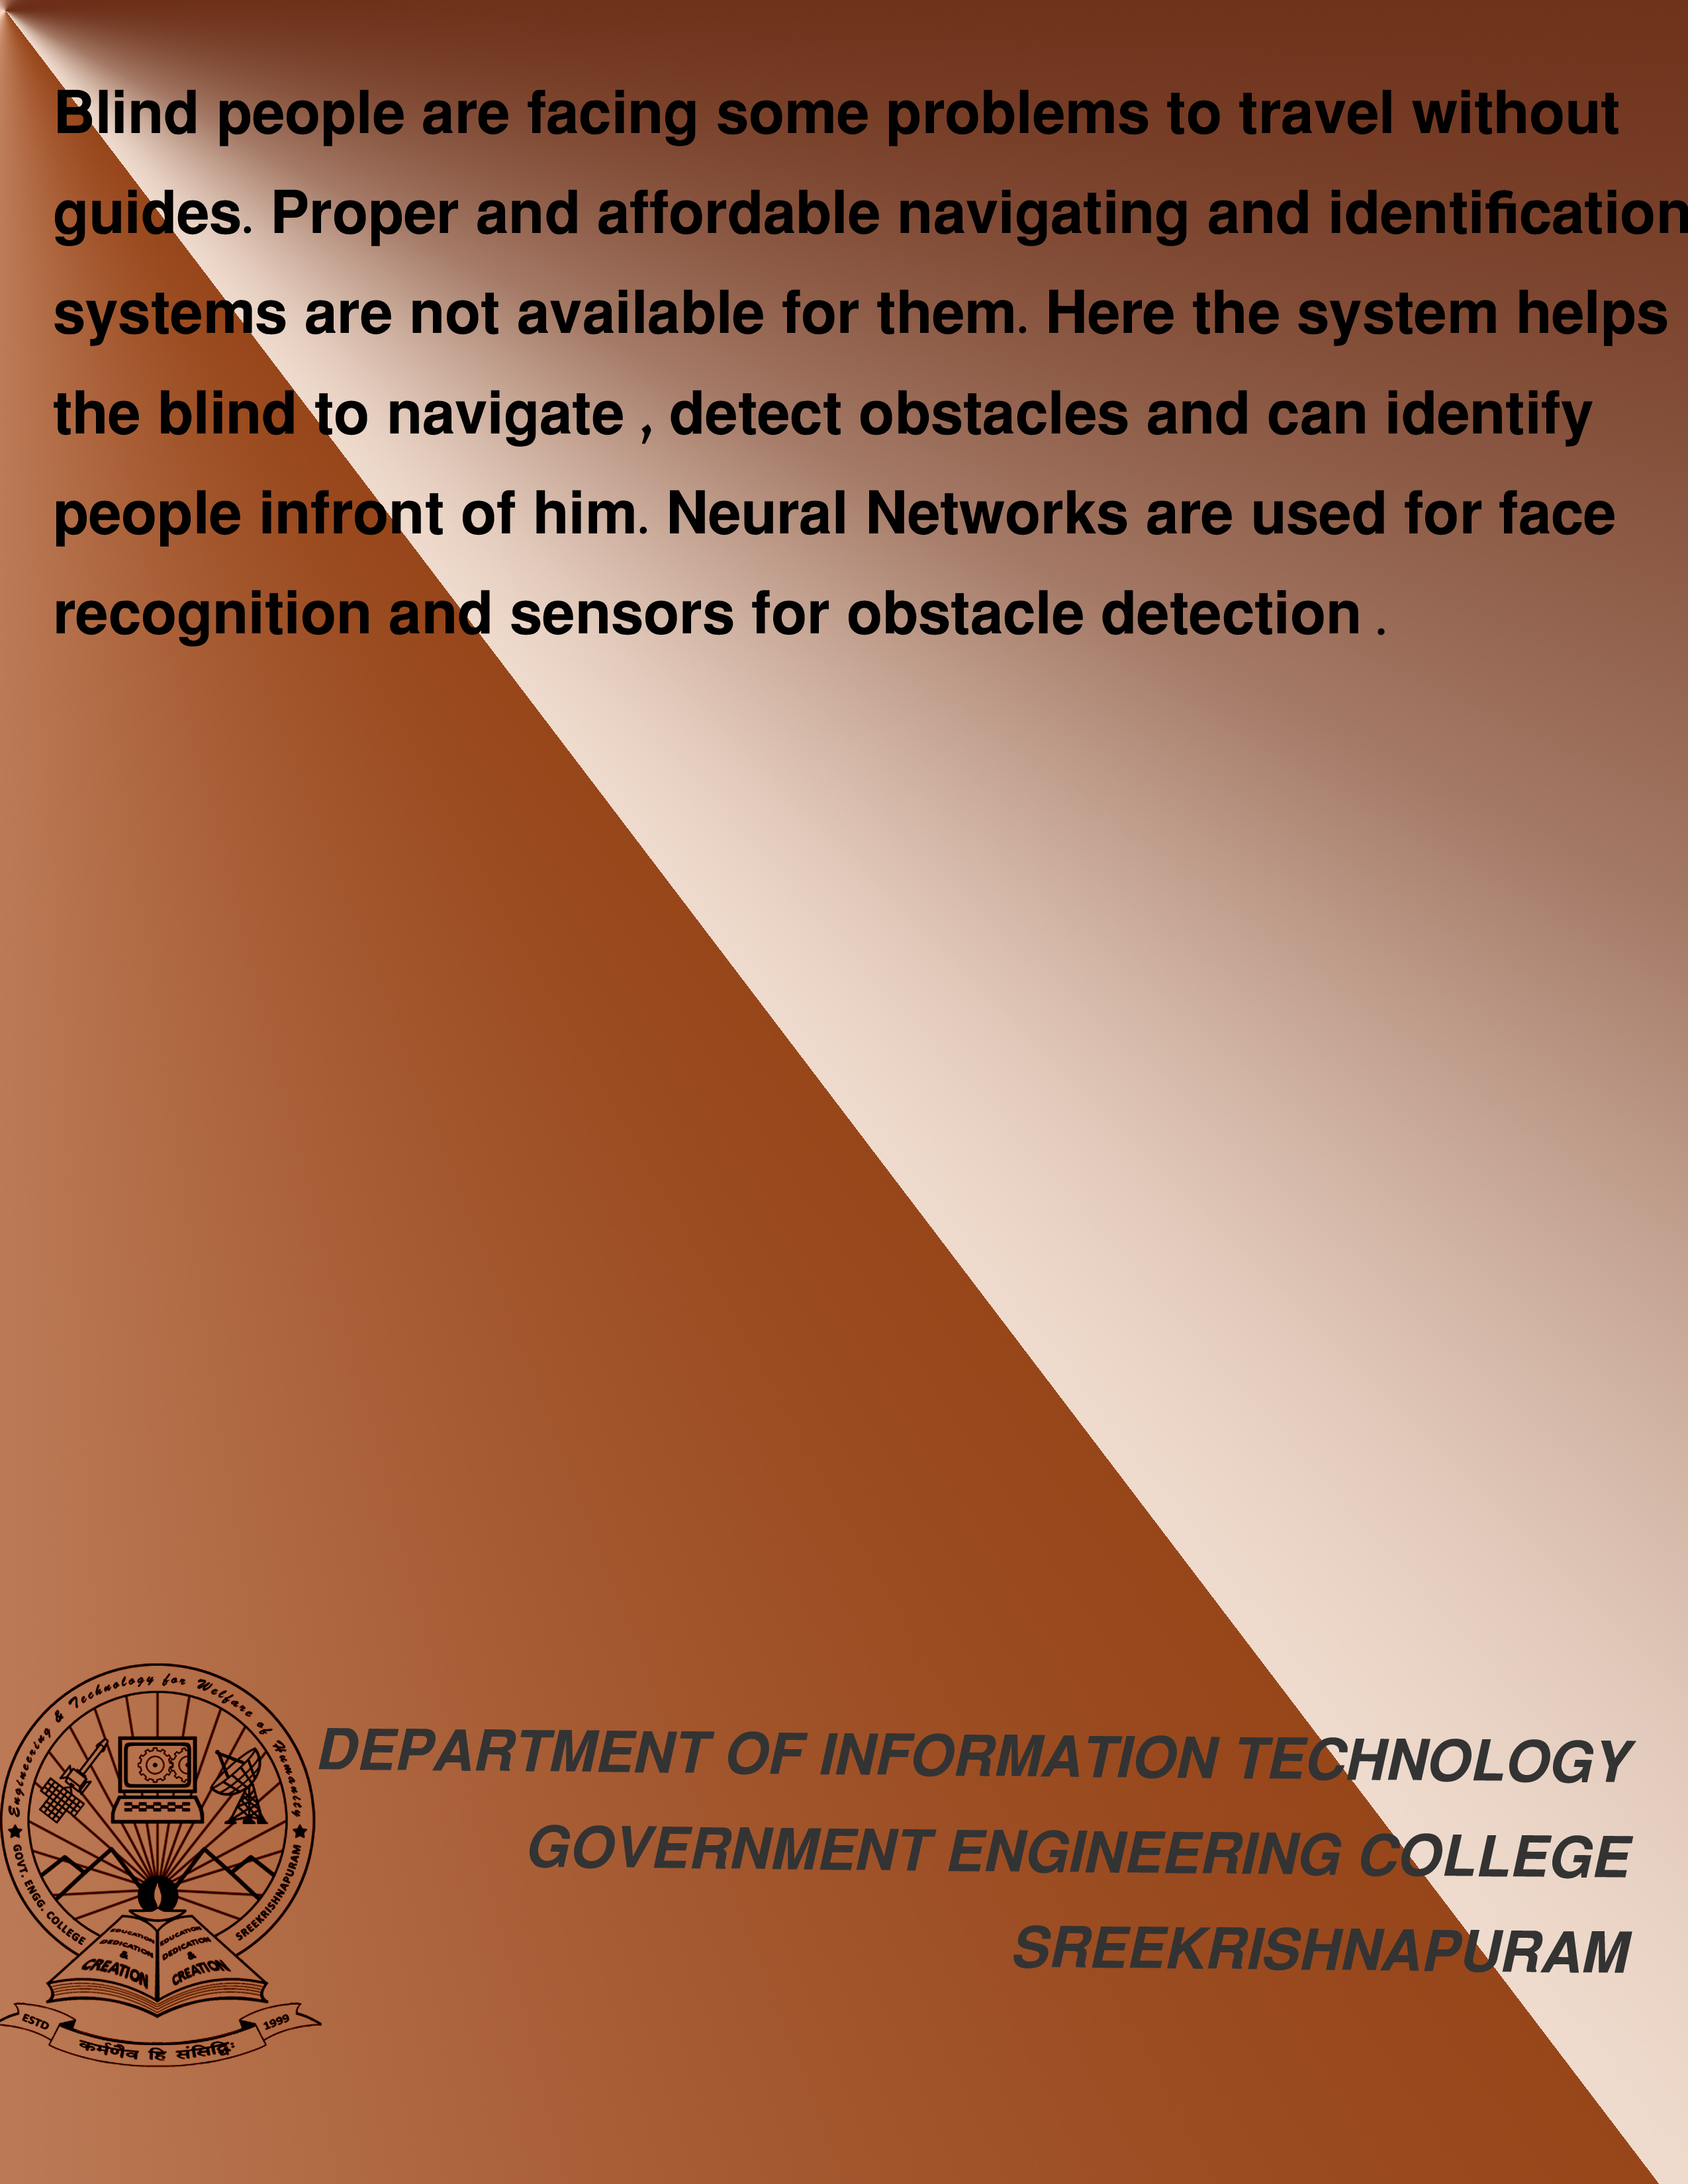 Blind people are facing some problems to travel without
guides. Proper and affordable navigating and identification
systems are not available for them. Here the system helps
the blind to navigate , detect obstacles and can identify
people infront of him. Neural Networks are used for face
recognition and sensors for obstacle detection .
Engineering & Technology for Welfare of Humanity
GOVT. ENGG. COLLEGE
SREEKRISHNAPURAM
EDUCATION
DEDICATION
&
CREATION
EDUCATION
DEDICATION
&
CREATION
ESTD
1999
कर्मणैव हि संसिद्धिः
DEPARTMENT OF INFORMATION TECHNOLOGY
GOVERNMENT ENGINEERING COLLEGE
SREEKRISHNAPURAM